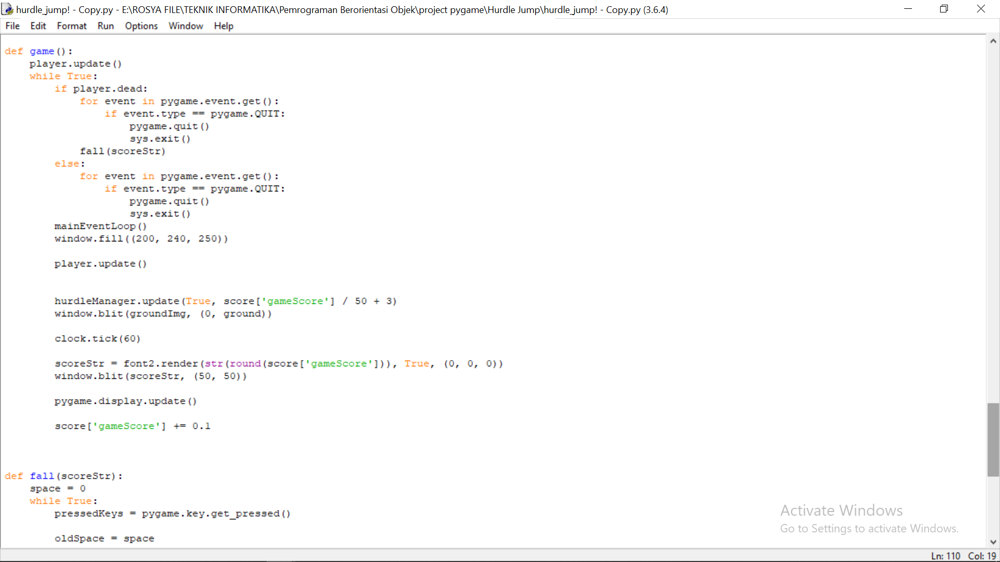 hurdle_jump! - Copy.py - E:\ROSYA FILE\TEKNIK INFORMATIKA\Pemrograman Berorientasi Objek\project pygame\Hurdle Jump\hurdle_jump! - Copy.py (3.6.4)
File Edit Format Run Options Window Help
def game():
    player.update()
    while True:
        if player.dead:
            for event in pygame.event.get():
                if event.type == pygame.QUIT:
                    pygame.quit()
                    sys.exit()
            fall(scoreStr)
        else:
            for event in pygame.event.get():
                if event.type == pygame.QUIT:
                    pygame.quit()
                    sys.exit()
        mainEventLoop()
        window.fill((200, 240, 250))
        player.update()
        hurdleManager.update(True, score['gameScore'] / 50 + 3)
        window.blit(groundImg, (0, ground))
        clock.tick(60)
        scoreStr = font2.render(str(round(score['gameScore'])), True, (0, 0, 0))
        window.blit(scoreStr, (50, 50))
        pygame.display.update()
        score['gameScore'] += 0.1
def fall(scoreStr):
    space = 0
    while True:
        pressedKeys = pygame.key.get_pressed()
        oldSpace = space
Activate Windows
Go to Settings to activate Windows.
Ln: 110 Col: 19